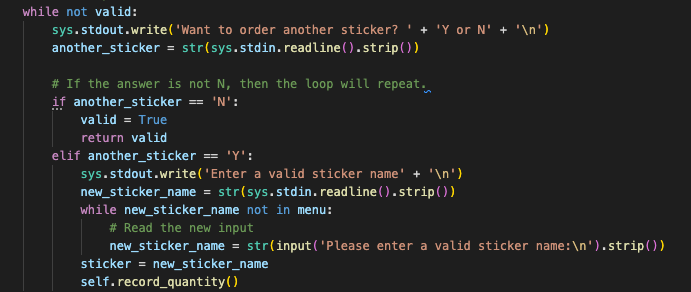 while not valid:
sys.stdout.write('Want to order another sticker? ' + 'Y or N' + '\n')
another_sticker = str(sys.stdin.readline().strip())
# If the answer is not N, then the loop will repeat.
if another_sticker == 'N':
valid = True
return valid
elif another_sticker == 'Y':
sys.stdout.write('Enter a valid sticker name' + '\n')
new_sticker_name = str(sys.stdin.readline().strip())
while new_sticker_name not in menu:
# Read the new input
new_sticker_name = str(input('Please enter a valid sticker name:\n').strip())
sticker = new_sticker_name
self.record_quantity()